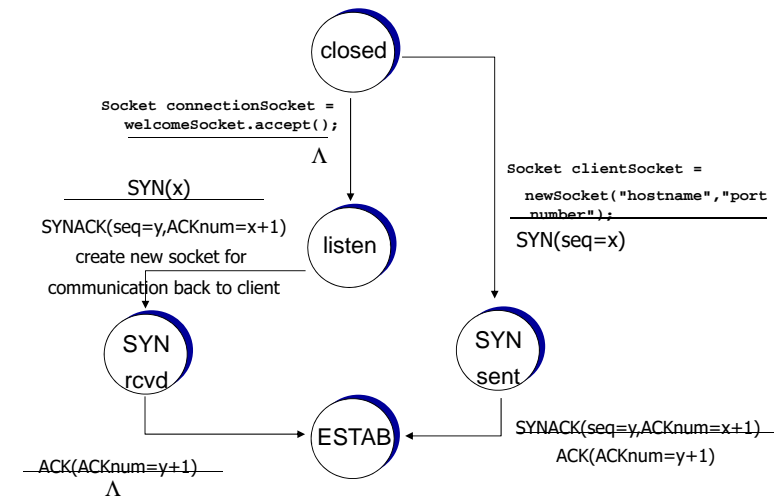 closed
Socket connectionSocket =
welcomeSocket.accept();
Λ
Socket clientSocket =
newSocket("hostname","port
number");
SYN(seq=x)
SYN(x)
SYNACK(seq=y,ACKnum=x+1)
create new socket for
communication back to client
listen
SYN
rcvd
SYN
sent
ESTAB
SYNACK(seq=y,ACKnum=x+1)
ACK(ACKnum=y+1)
ACK(ACKnum=y+1)
Λ